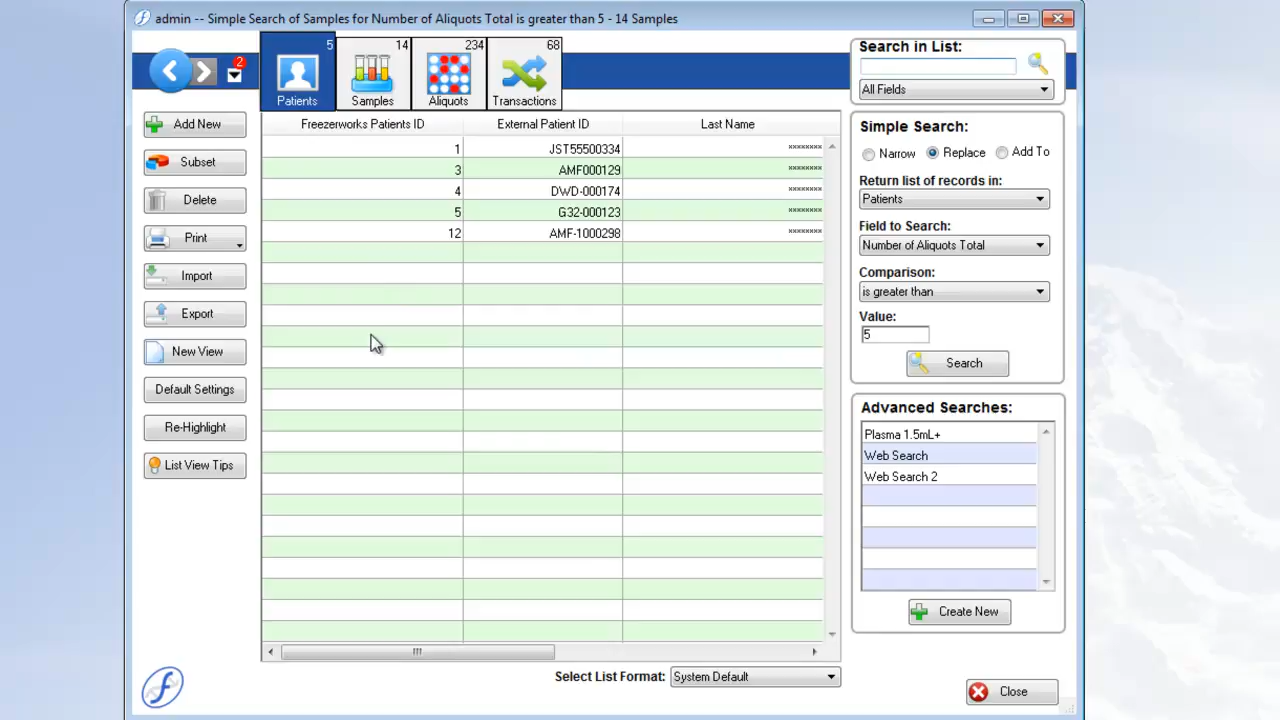 admin -- Simple Search of Samples for Number of Aliquots Total is greater than 5 - 14 Samples
2
5
Patients
14
Samples
234
Aliquots
68
Transactions
Add New
Subset
Delete
Print
Import
Export
New View
Default Settings
Re-Highlight
List View Tips
Freezerworks Patients ID External Patient ID Last Name
1 JST55500334 ********
3 AMF000129 ********
4 DWD-000174 ********
5 G32-000123 ********
12 AMF-1000298 ********
Select List Format: System Default
Search in List:
All Fields
Simple Search:
Narrow Replace Add To
Return list of records in:
Patients
Field to Search:
Number of Aliquots Total
Comparison:
is greater than
Value:
5
Search
Advanced Searches:
Plasma 1.5mL+
Web Search
Web Search 2
Create New
Close